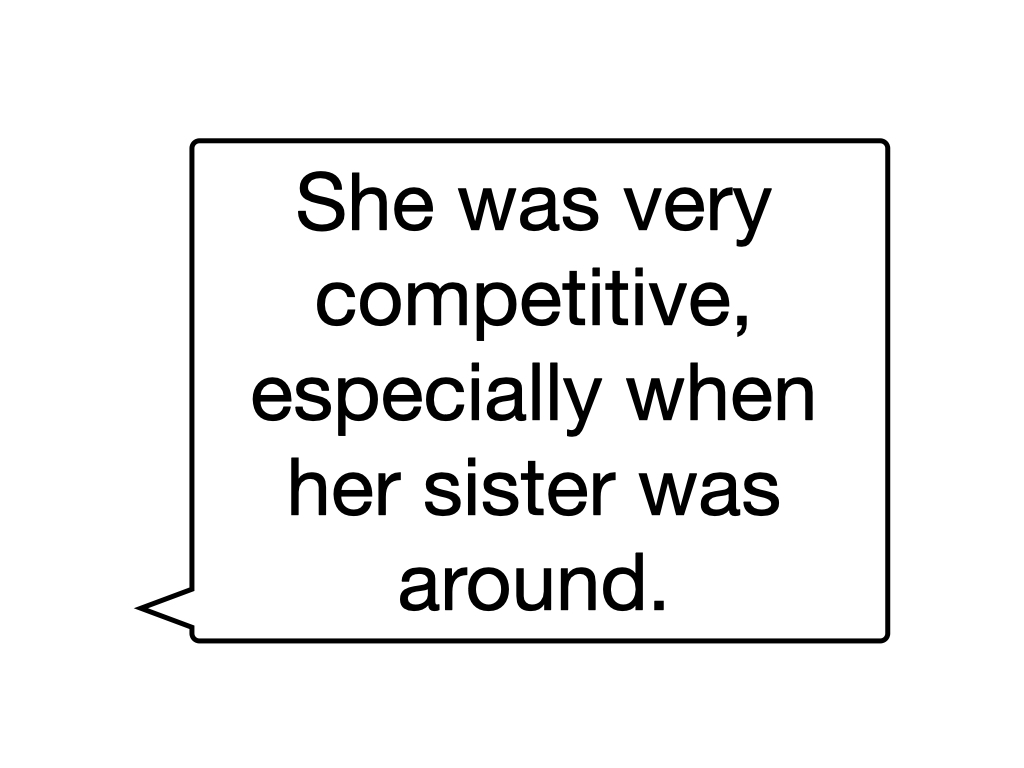 She was very
competitive,
especially when
her sister was
around.